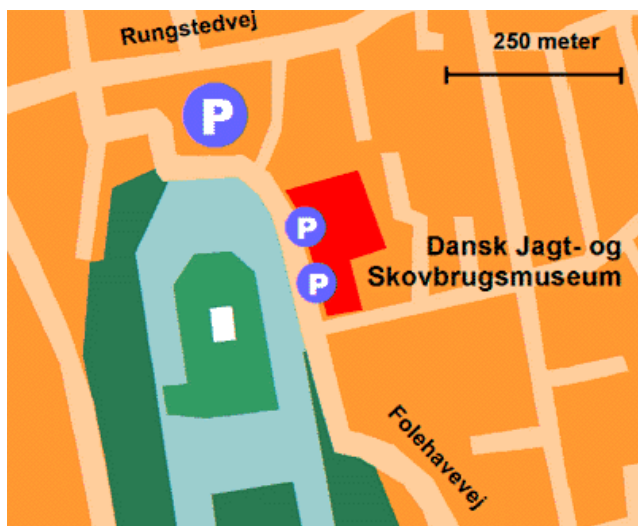 Rungstedvej
250 meter
P
P
P
Dansk Jagt- og
Skovbrugsmuseum
Folehavevej